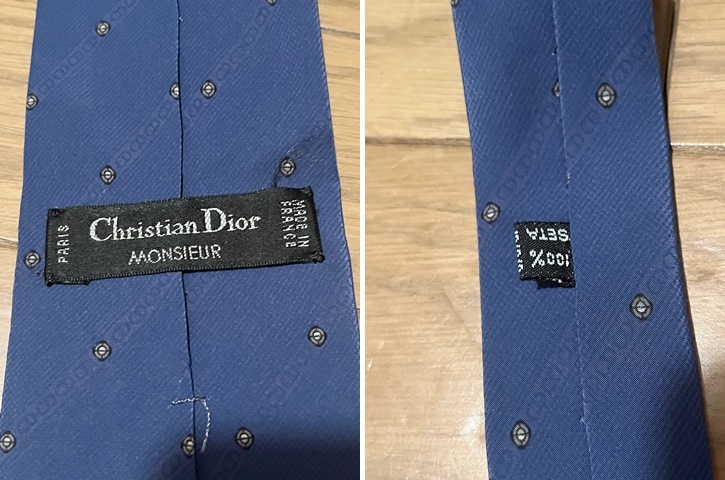 PARIS
Christian Dior
MONSIEUR
MADE IN
FRANCE
100%
SETA